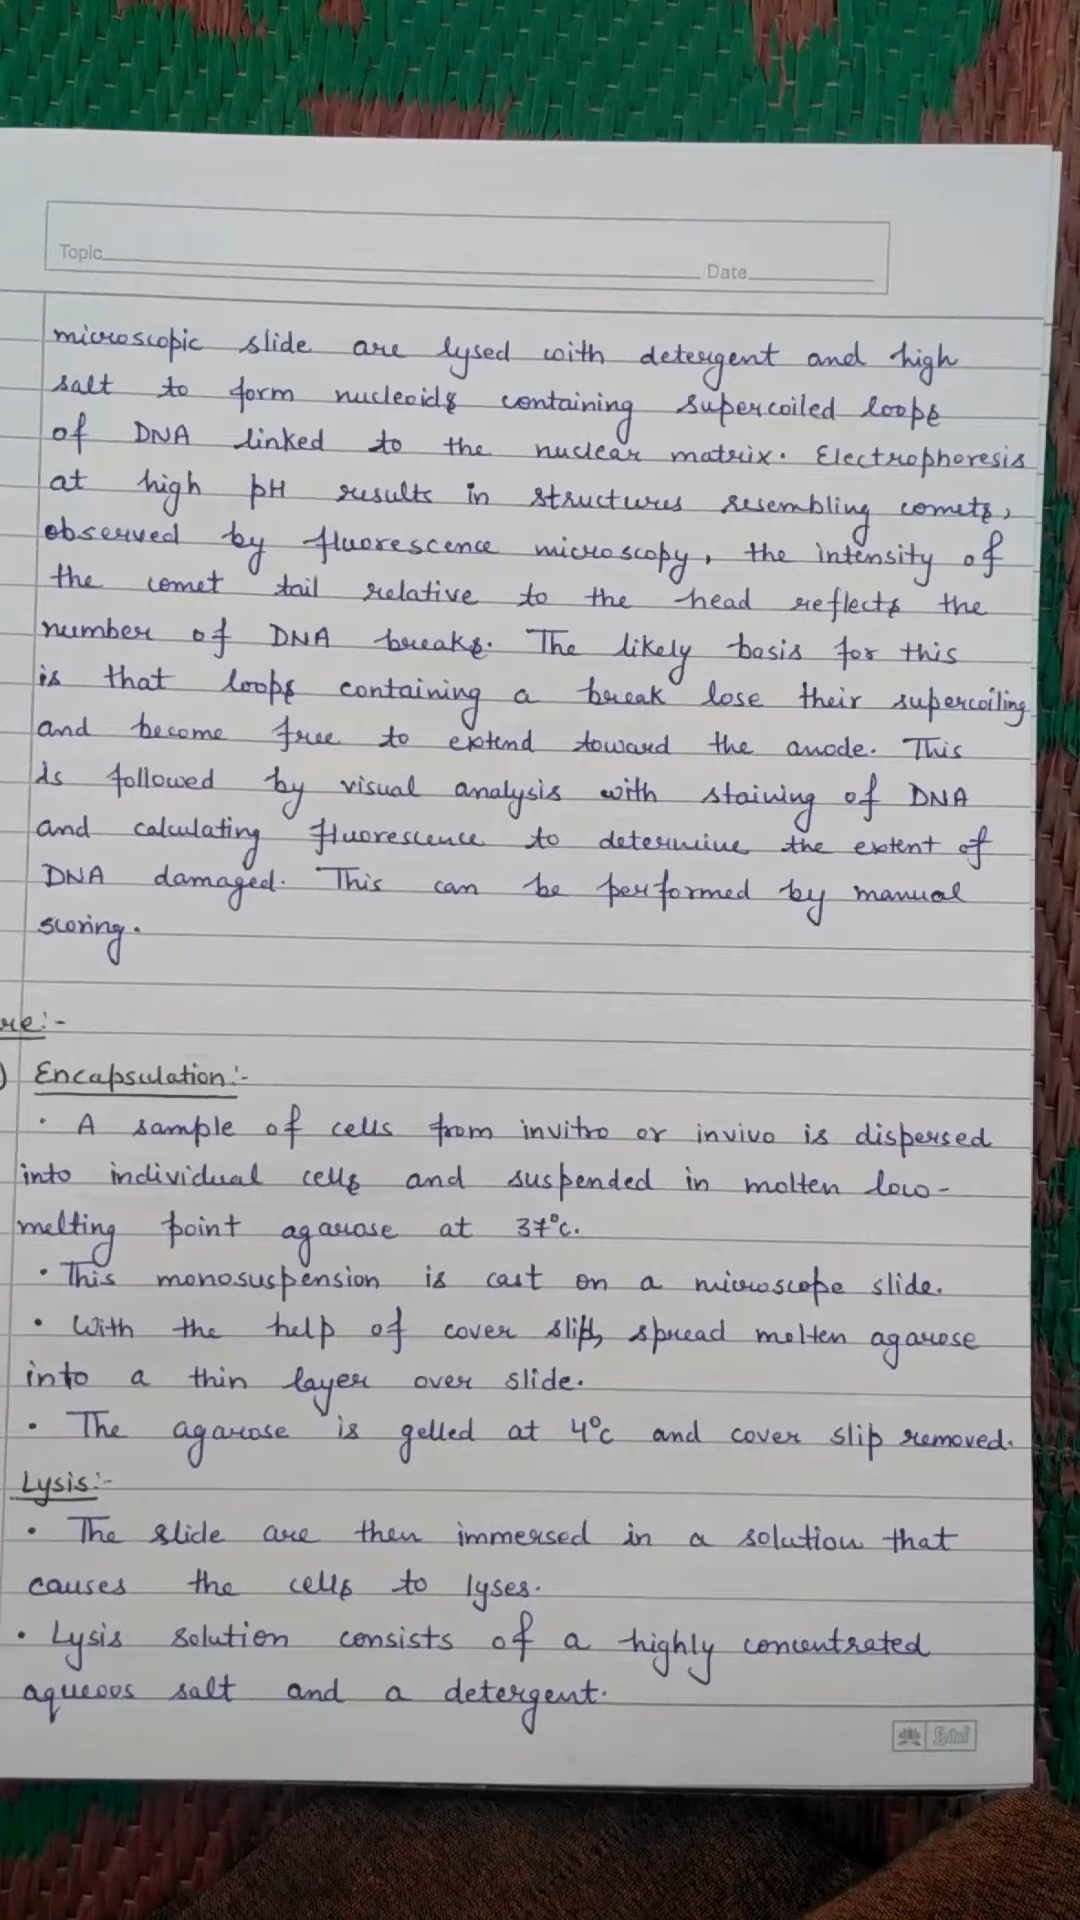 Topic
Date
microscopic slide are lysed with detergent and high
salt to form nucleoids containing supercoiled loops
of DNA linked to the nuclear matrix. Electrophoresis
at high pH results in structures resembling comets,
observed by fluorescence microscopy, the intensity of
the comet tail relative to the head reflects the
number of DNA breaks. The likely basis for this
is that loops containing a break lose their supercoiling
and become free to extend toward the anode. This
is followed by visual analysis with staining of DNA
and calculating fluorescence to determine the extent of
DNA damaged. This can be performed by manual
scoring.
re:-
) Encapsulation:-
• A sample of cells from invitro or invivo is dispersed
into individual cells and suspended in molten low-
melting point agarose at 37°c.
• This monosuspension is cast on a microscope slide.
• With the help of cover slip, spread molten agarose
into a thin layer over slide.
• The agarose is gelled at 4°c and cover slip removed.
Lysis:-
• The slide are then immersed in a solution that
causes the cells to lyses.
• Lysis solution consists of a highly concentrated
aqueous salt and a detergent.